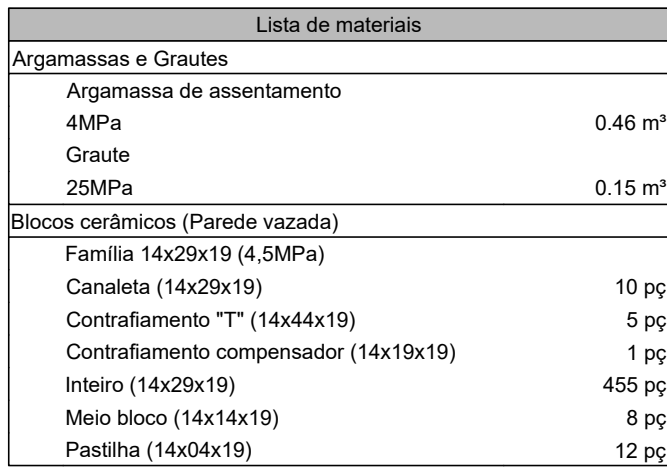 Lista de materiais
Argamassas e Grautes
Argamassa de assentamento
4MPa 0.46 m³
Graute
25MPa 0.15 m³
Blocos cerâmicos (Parede vazada)
Família 14x29x19 (4,5MPa)
Canaleta (14x29x19) 10 pç
Contrafiamento "T" (14x44x19) 5 pç
Contrafiamento compensador (14x19x19) 1 pç
Inteiro (14x29x19) 455 pç
Meio bloco (14x14x19) 8 pç
Pastilha (14x04x19) 12 pç